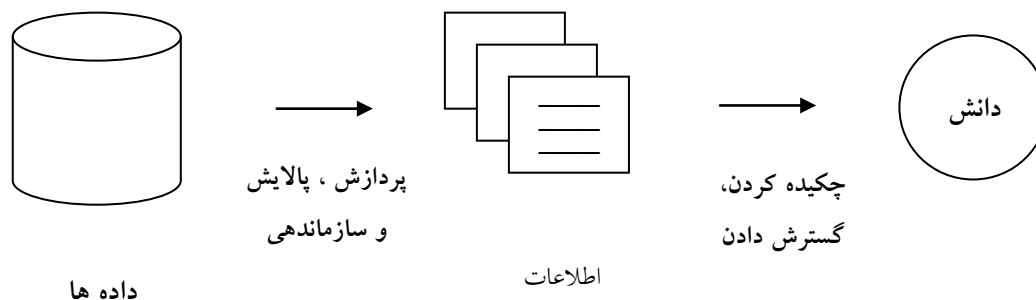 داده ها
پردازش ، پالایش
و سازماندهی
اطلاعات
چکیده کردن،
گسترش دادن
دانش